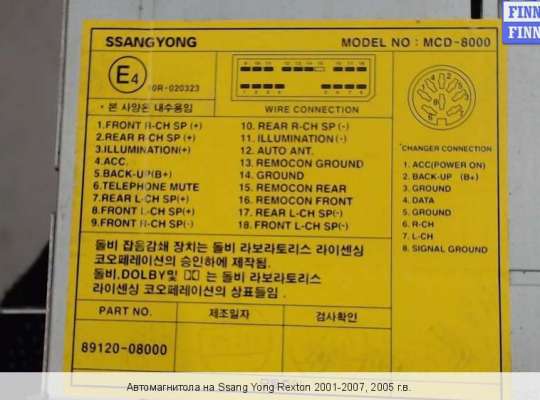 FINN
FINN
SSANGYONG
MODEL NO : MCD-8000
E4
0R-020323
· 본 사양은 내수용임
WIRE CONNECTION
1.FRONT R-CH SP (+)
2.REAR R-CH SP (+)
3.ILLUMINATION(+)
4.ACC.
5.BACK-UP(B+)
6.TELEPHONE MUTE
7.REAR L-CH SP(+)
8.FRONT L-CH SP(+)
9.FRONT R-CH SP(-)
10. REAR R-CH SP (-)
11. ILLUMINATION(-)
12. AUTO ANT.
13. REMOCON GROUND
14. GROUND
15. REMOCON REAR
16. REMOCON FRONT
17. REAR L-CH SP(-)
18. FRONT L-CH SP(-)
CHANGER CONNECTION
1. ACC(POWER ON)
2. BACK-UP (B+)
3. GROUND
4. DATA
5. GROUND
6. R-CH
7. L-CH
8. SIGNAL GROUND
돌비 잡음감쇄 장치는 돌비 라보라토리스 라이센싱
코오페레이션의 승인하에 제작됨.
돌비,DOLBY및 는 돌비 라보라토리스
라이센싱 코오페레이션의 상표들임 .
PART NO.
제조일자
검사확인
89120-08000
Автомагнитола на Ssang Yong Rexton 2001-2007, 2005 г.в.